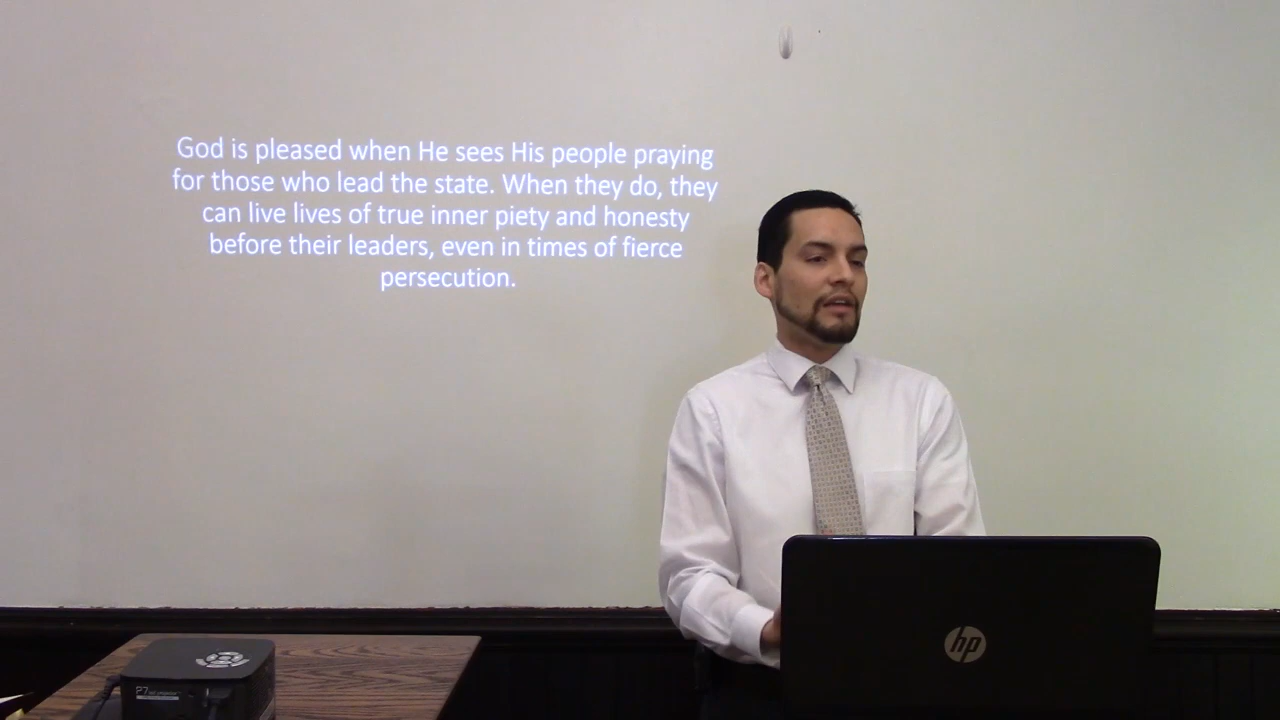 God is pleased when He sees His people praying
for those who lead the state. When they do, they
can live lives of true inner piety and honesty
before their leaders, even in times of fierce
persecution.
hp
P7